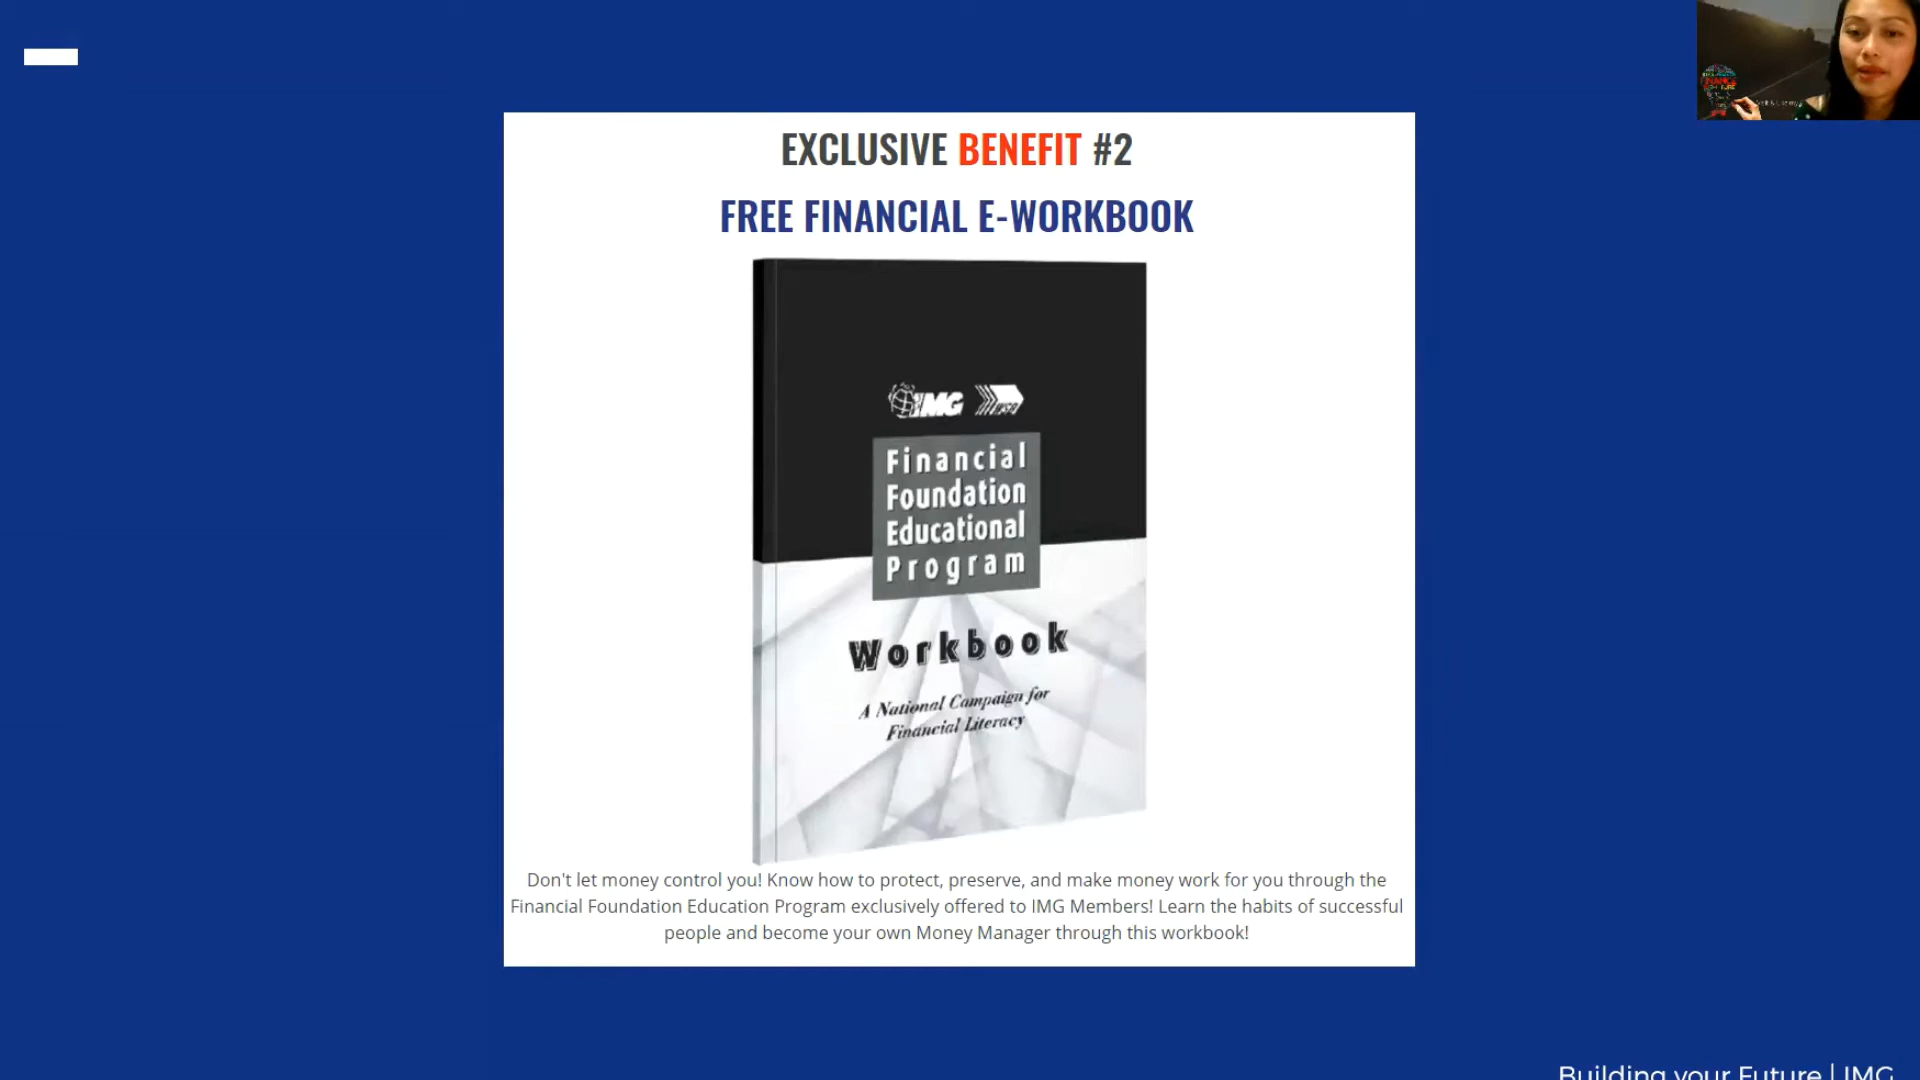 EXCLUSIVE BENEFIT #2
FREE FINANCIAL E-WORKBOOK
IMG
Financial
Foundation
Educational
Program
Workbook
A National Campaign for
Financial Literacy
Don't let money control you! Know how to protect, preserve, and make money work for you through the
Financial Foundation Education Program exclusively offered to IMG Members! Learn the habits of successful
people and become your own Money Manager through this workbook!
Building your Future | IMG